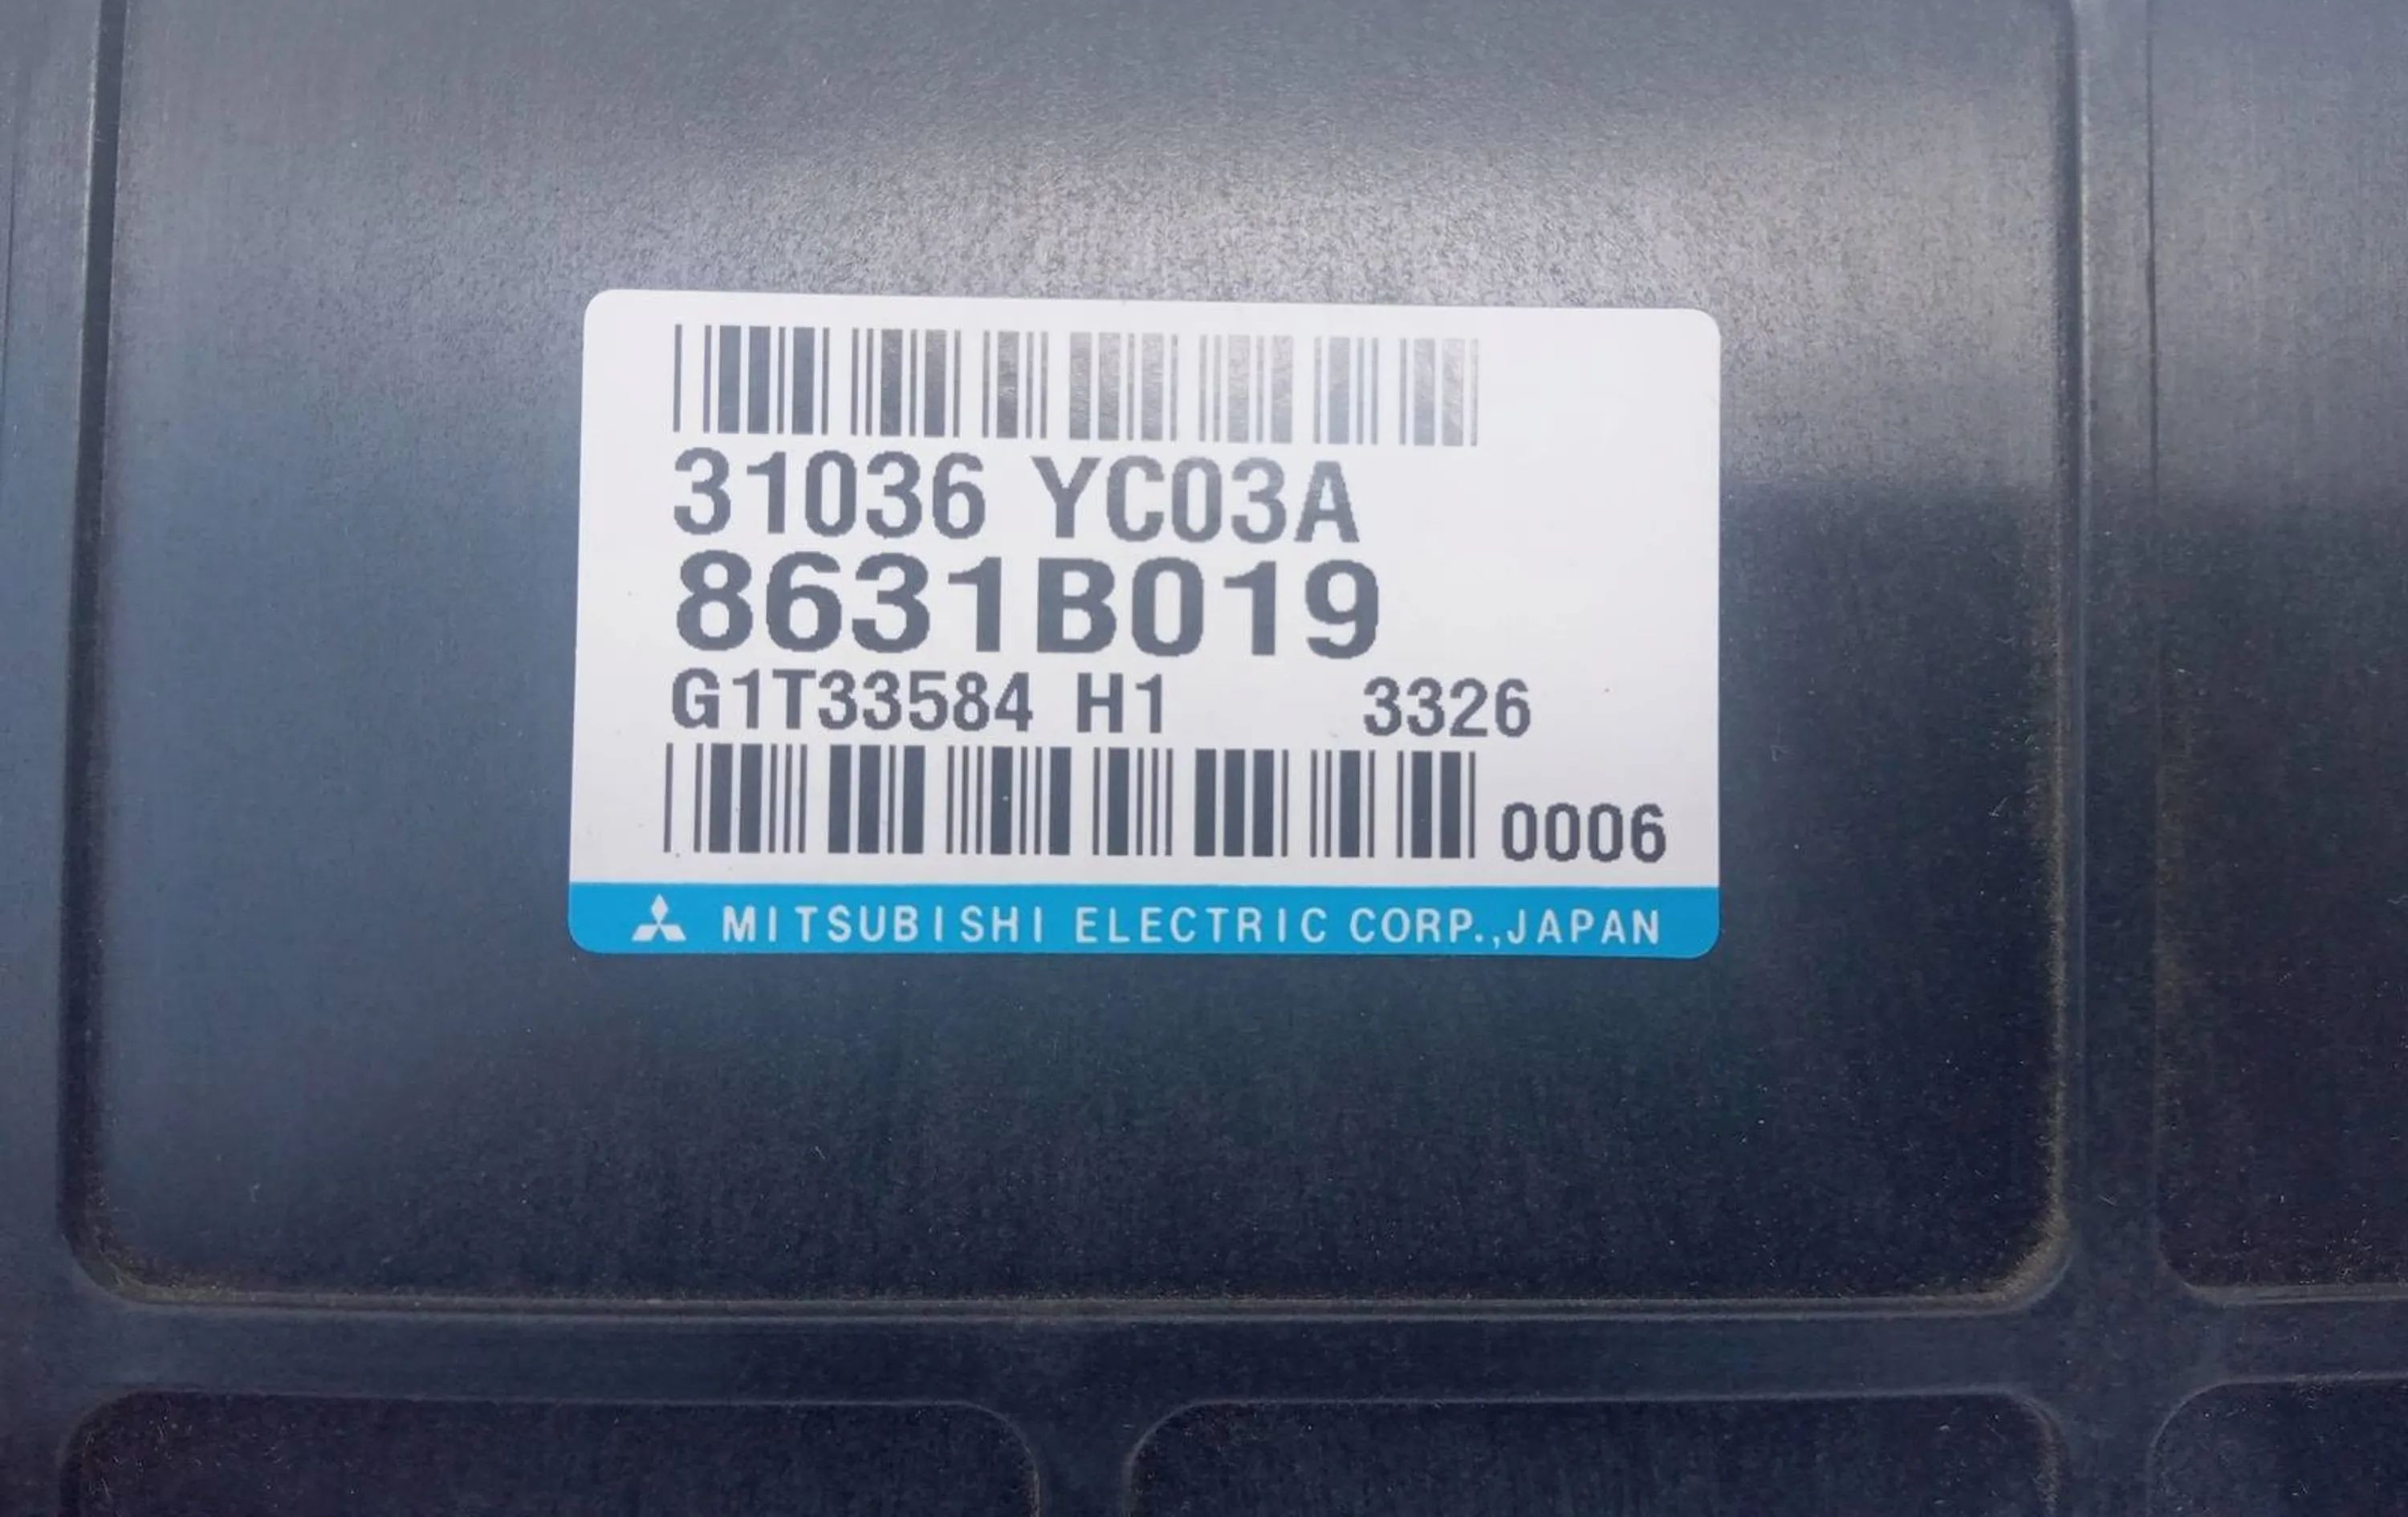 31036 YC03A
8631B019
G1T33584 H1 3326
0006
MITSUBISHI ELECTRIC CORP.,JAPAN